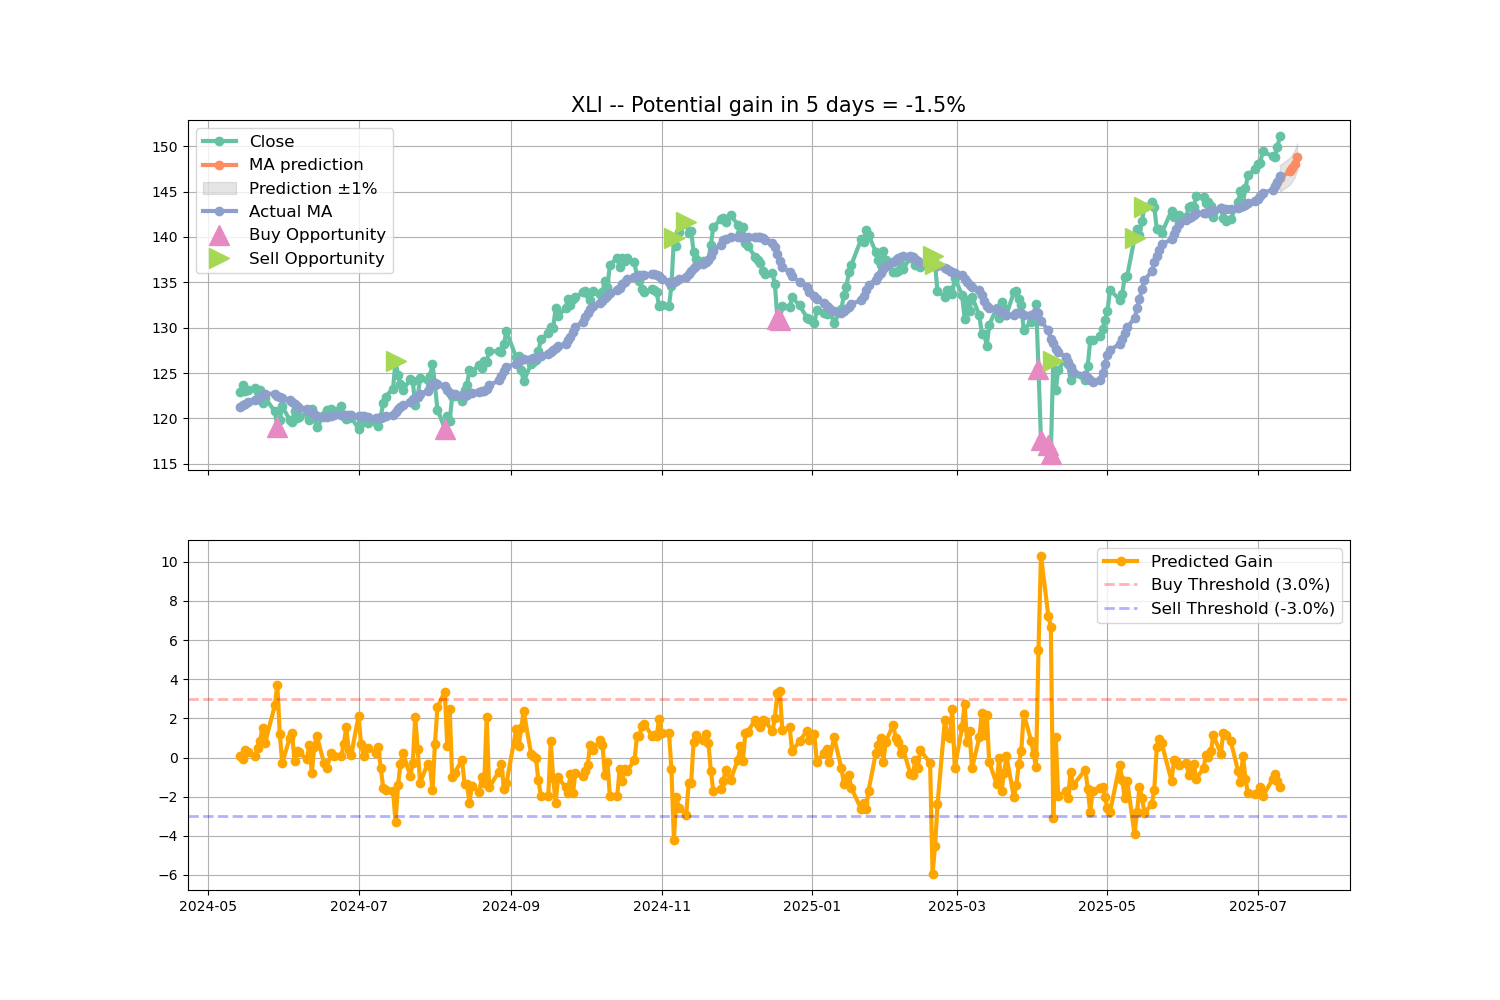 XLI -- Potential gain in 5 days = -1.5%
150
145
140
135
130
125
120
115
Close
MA prediction
Prediction ±1%
Actual MA
Buy Opportunity
Sell Opportunity
10
8
6
4
2
0
−2
−4
−6
Predicted Gain
Buy Threshold (3.0%)
Sell Threshold (-3.0%)
2024-05
2024-07
2024-09
2024-11
2025-01
2025-03
2025-05
2025-07